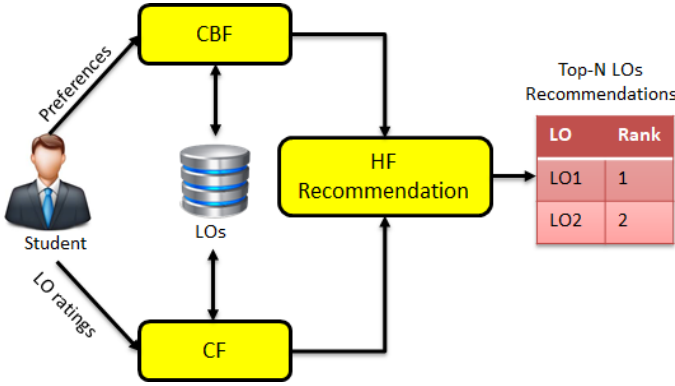 CBF
Preferences
Student
LOs
LO ratings
CF
HF
Recommendation
Top-N LOs
Recommendations
LO Rank
LO1 1
LO2 2